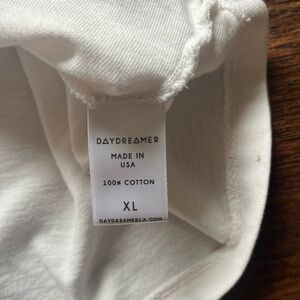 DAYDREAMER
MADE IN
USA
100% COTTON
XL
DAYDREAMERLA.COM